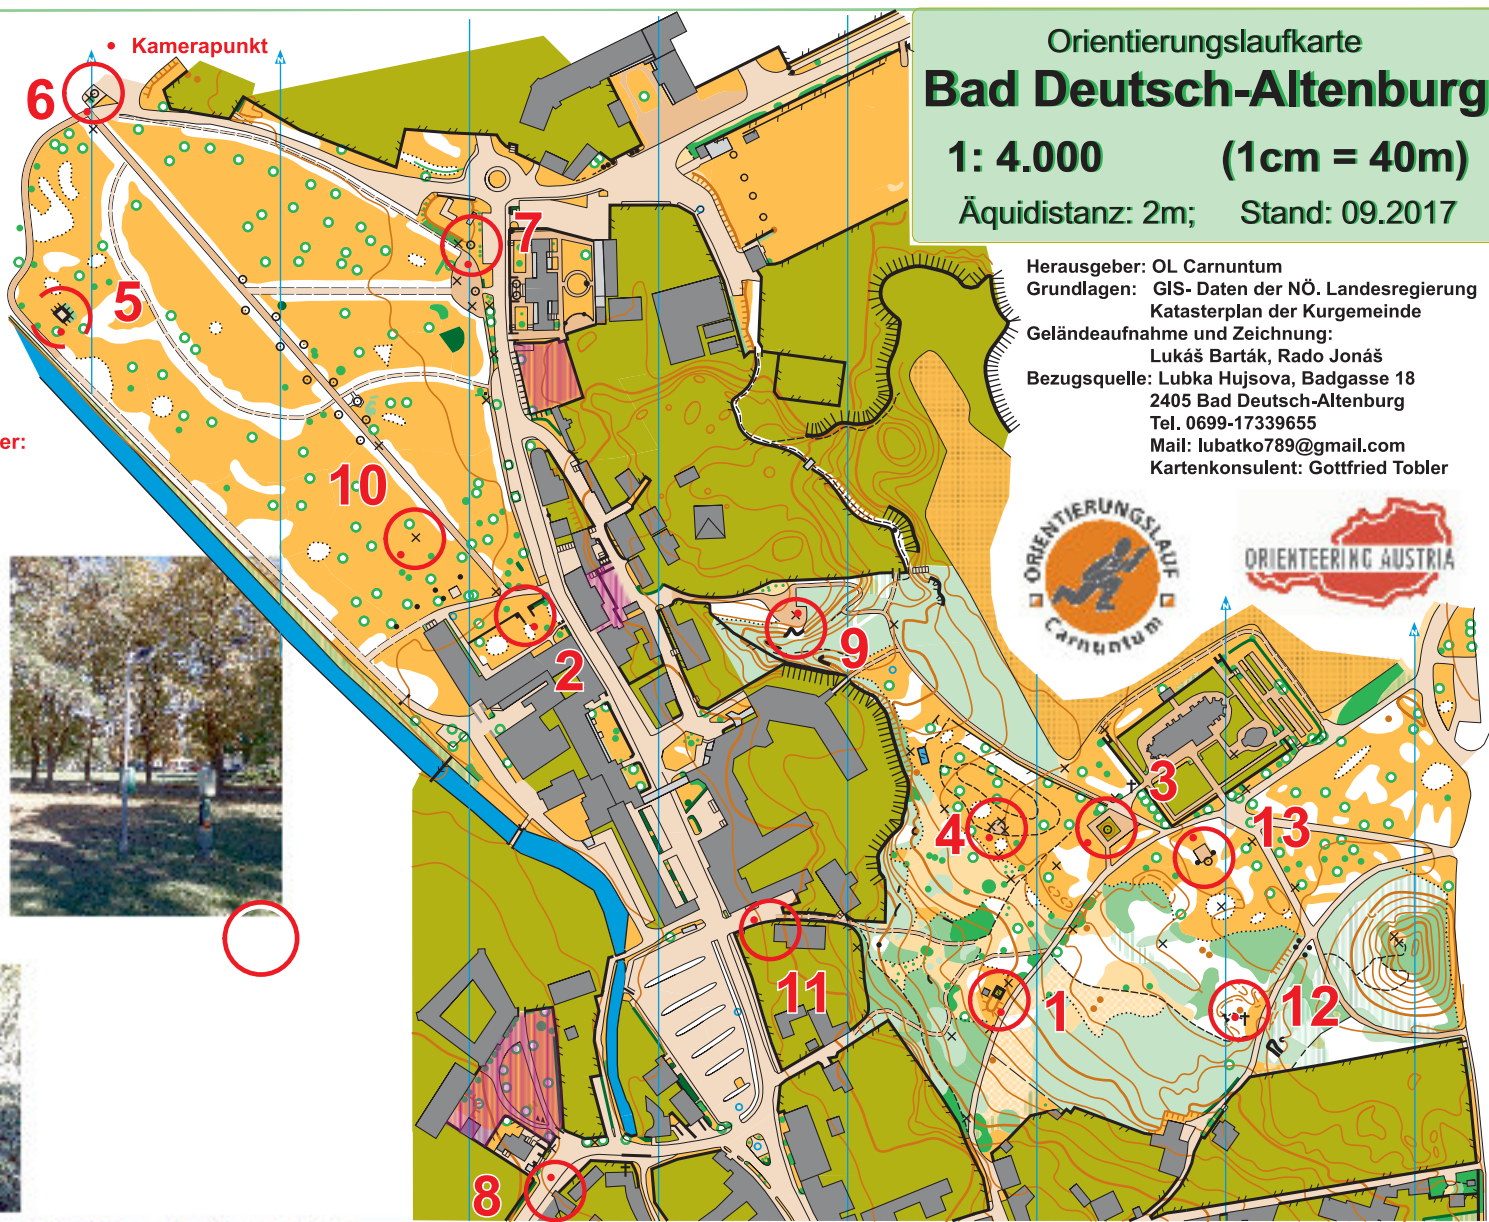 Kamerapunkt
Orientierungslaufkarte
Bad Deutsch-Altenburg
1: 4.000 (1cm = 40m)
Äquidistanz: 2m; Stand: 09.2017
Herausgeber: OL Carnuntum
Grundlagen: GIS- Daten der NÖ. Landesregierung
Katasterplan der Kurgemeinde
Geländeaufnahme und Zeichnung:
Lukáš Barták, Rado Jonáš
Bezugsquelle: Lubka Hujsova, Badgasse 18
2405 Bad Deutsch-Altenburg
Tel. 0699-17339655
Mail: lubatko789@gmail.com
Kartenkonsulent: Gottfried Tobler
ORIENTIERUNGSLAUF
Carnuntum
ORIENTEERING AUSTRIA
er:
6
7
5
10
2
9
3
4
13
11
1
12
8